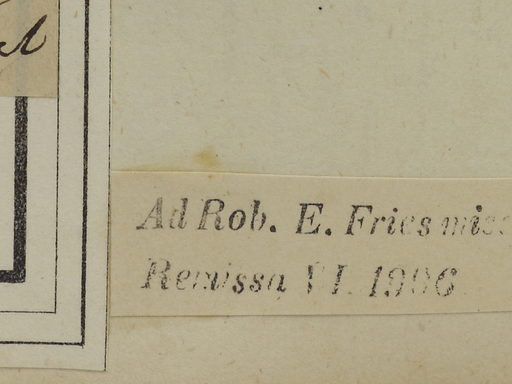 Ad Rob. E. Fries
Remissa VI. 1906